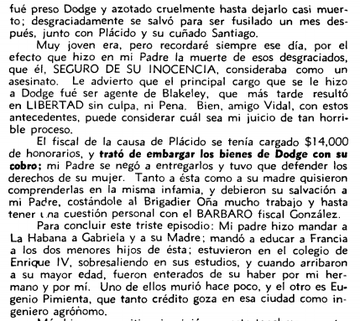 fué preso Dodge y azotado cruelmente hasta dejarlo casi muer-
to; desgraciadamente se salvó para ser fusilado un mes des-
pués, junto con Plácido y su cuñado Santiago.
Muy joven era, pero recordaré siempre ese día, por el
efecto que hizo en mi Padre la muerte de esos desgraciados,
que él, SEGURO DE SU INOCENCIA, consideraba como un
asesinato. Le advierto que el principal cargo que se le hizo
a Dodge fué ser agente de Blakeley, que más tarde resultó
en LIBERTAD sin culpa, ni Pena. Bien, amigo Vidal, con estos
antecedentes, puede considerar cuál sea mi juicio de tan horri-
ble proceso.
El fiscal de la causa de Plácido se tenía cargado $14,000
de honorarios, y trató de embargar los bienes de Dodge con su
cobro; mi Padre se negó a entregarlos y tuvo que defender los
derechos de su mujer. Tanto a ésta como a su madre quisieron
comprenderlas en la misma infamia, y debieron su salvación a
mi Padre, costándole al Brigadier Oña mucho trabajo y hasta
tener una cuestión personal con el BARBARO fiscal González.
Para concluir este triste episodio: Mi padre hizo mandar a
La Habana a Gabriela y a su Madre; mandó a educar a Francia
a los dos menores hijos de ésta; estuvieron en el colegio de
Enrique IV, sobresaliendo en sus estudios, y cuando arribaron
a su mayor edad, fueron enterados de su haber por mi her-
mano y por mí. Uno de ellos murió hace poco, y el otro es Eu-
genio Pimienta, que tanto crédito goza en esa ciudad como in-
geniero agrónomo.